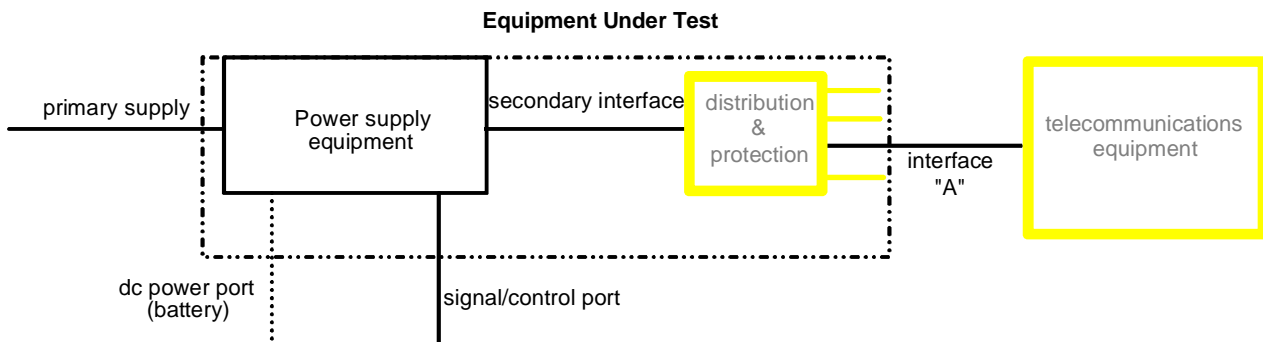 Equipment Under Test
primary supply
Power supply
equipment
secondary interface
distribution
&
protection
interface
"A"
telecommunications
equipment
dc power port
(battery)
signal/control port